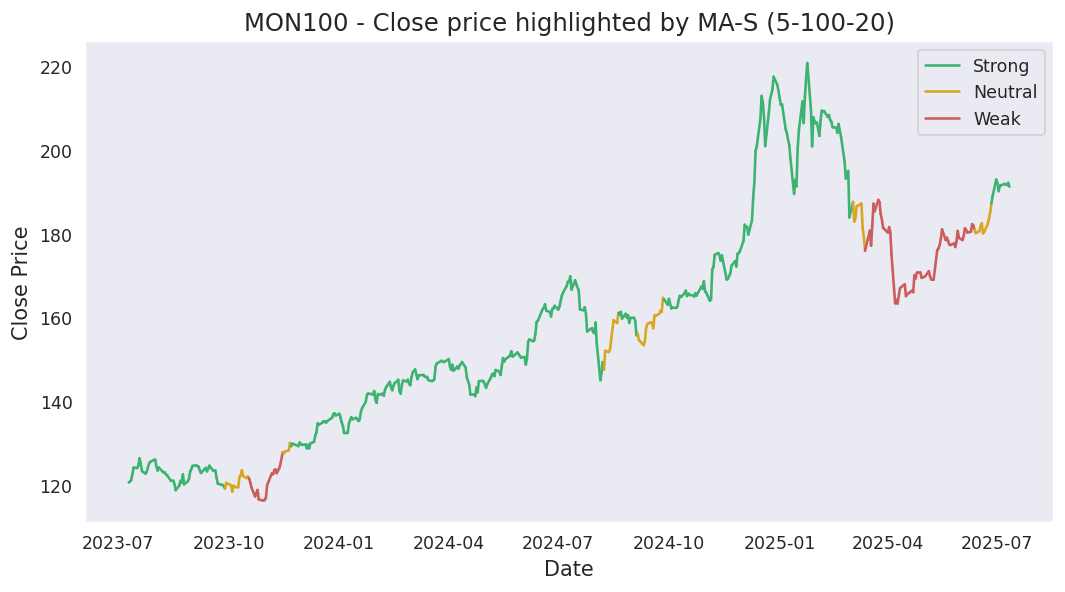 MON100 - Close price highlighted by MA-S (5-100-20)
Strong
Neutral
Weak
Close Price
220
200
180
160
140
120
2023-07 2023-10 2024-01 2024-04 2024-07 2024-10 2025-01 2025-04 2025-07
Date